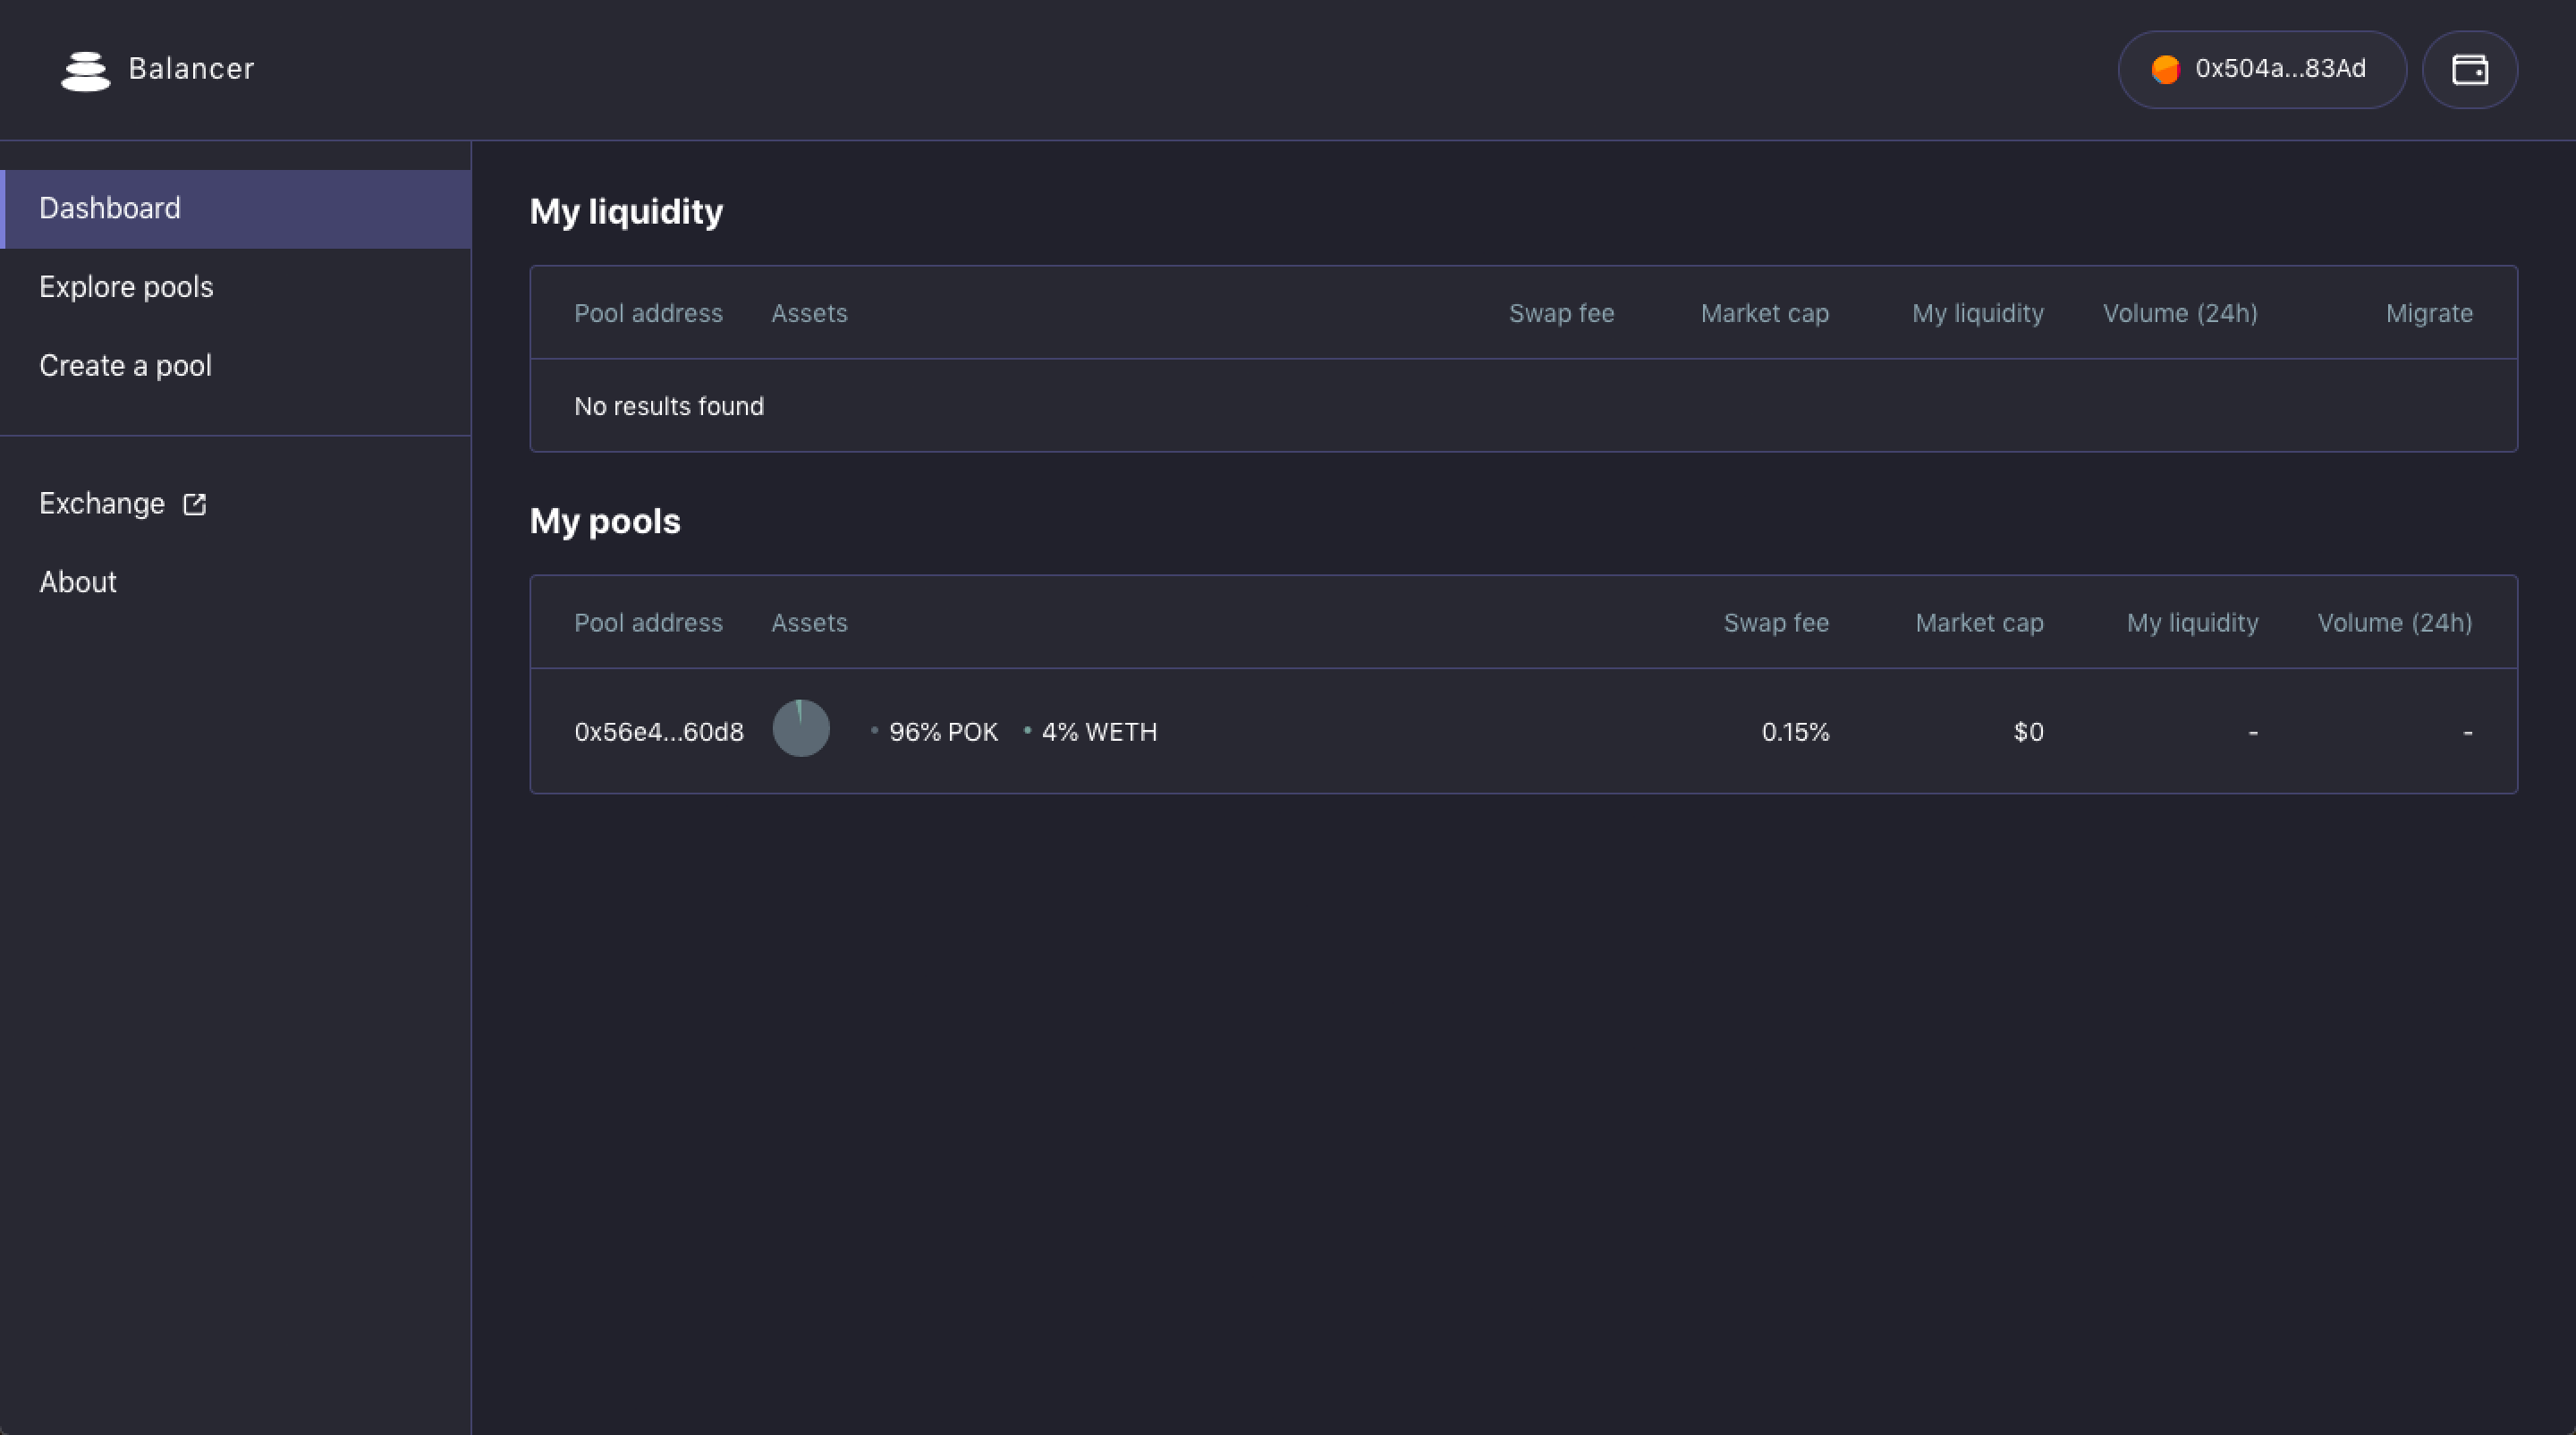 Balancer
0x504a...83Ad
Dashboard
Explore pools
Create a pool
Exchange
About
My liquidity
Pool address Assets Swap fee Market cap My liquidity Volume (24h) Migrate
No results found
My pools
Pool address Assets Swap fee Market cap My liquidity Volume (24h)
0x56e4...60d8 • 96% POK • 4% WETH 0.15% $0 - -